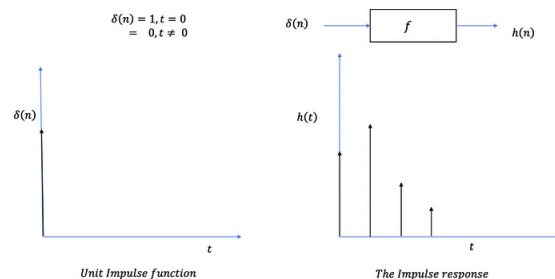 δ(n) = 1, t = 0
= 0, t ≠ 0
δ(n)
t
Unit Impulse function
δ(n)
f
h(n)
h(t)
t
The Impulse response